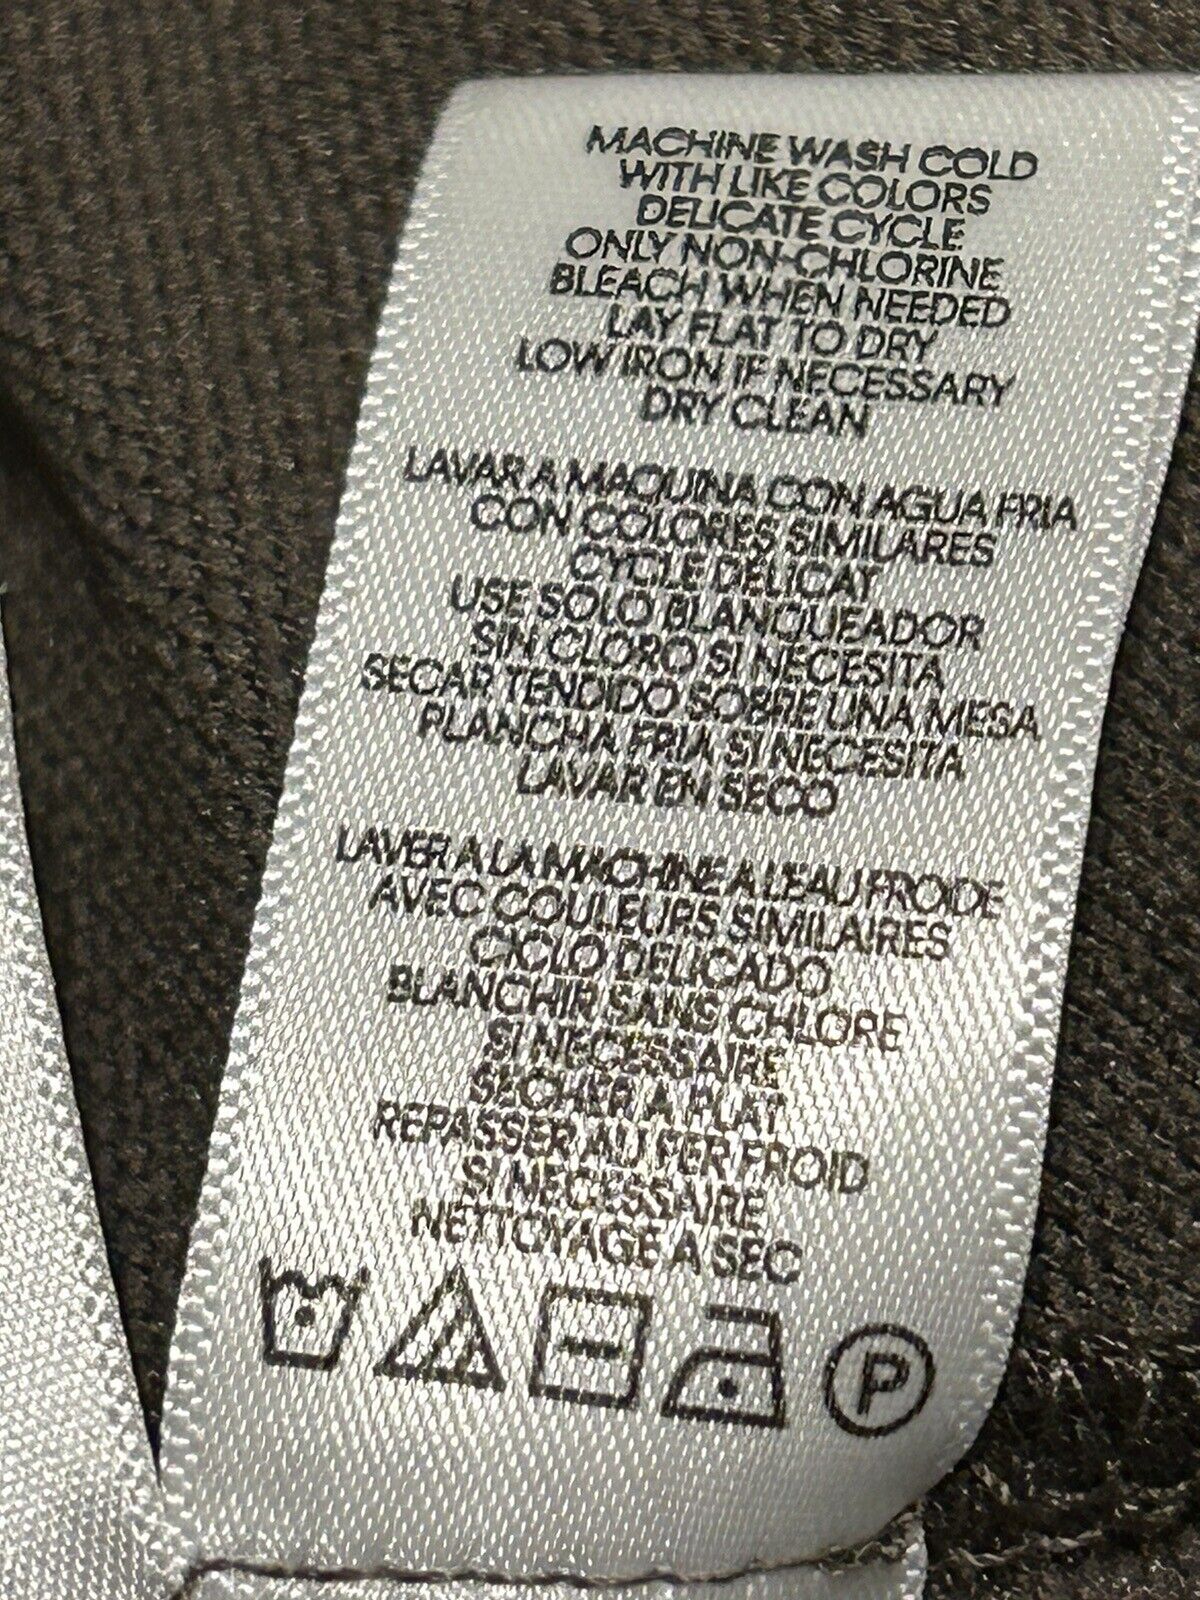 MACHINE WASH COLD
WITH LIKE COLORS
DELICATE CYCLE
ONLY NON-CHLORINE
BLEACH WHEN NEEDED
LAY FLAT TO DRY
LOW IRON IF NECESSARY
DRY CLEAN
LAVAR A MAQUINA CON AGUA FRIA
CON COLORES SIMILARES
CYCLE DELICAT
USE SOLO BLANQUEADOR
SIN CLORO SI NECESITA
SECAR TENDIDO SOBRE UNA MESA
PLANCHA FRIA SI NECESITA
LAVAR EN SECO
LAVER A LA MACHINE A L'EAU FROIDE
AVEC COULEURS SIMILAIRES
CICLO DELICADO
BLANCHIR SANS CHLORE
SI NECESSAIRE
SECHER A PLAT
REPASSER AU FER FROID
SI NECESSAIRE
NETTOYAGE A SEC
P